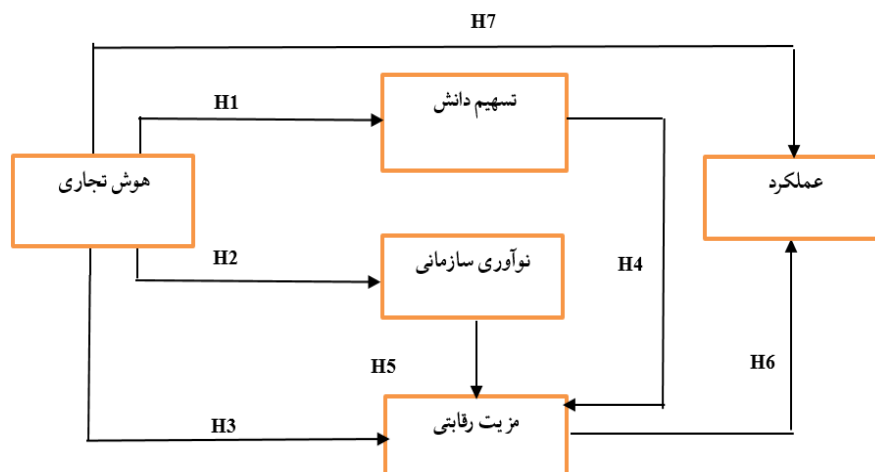 H7
H1
تسهیم دانش
هوش تجاری
عملکرد
H2
نوآوری سازمانی
H4
H5
H6
H3
مزیت رقابتی